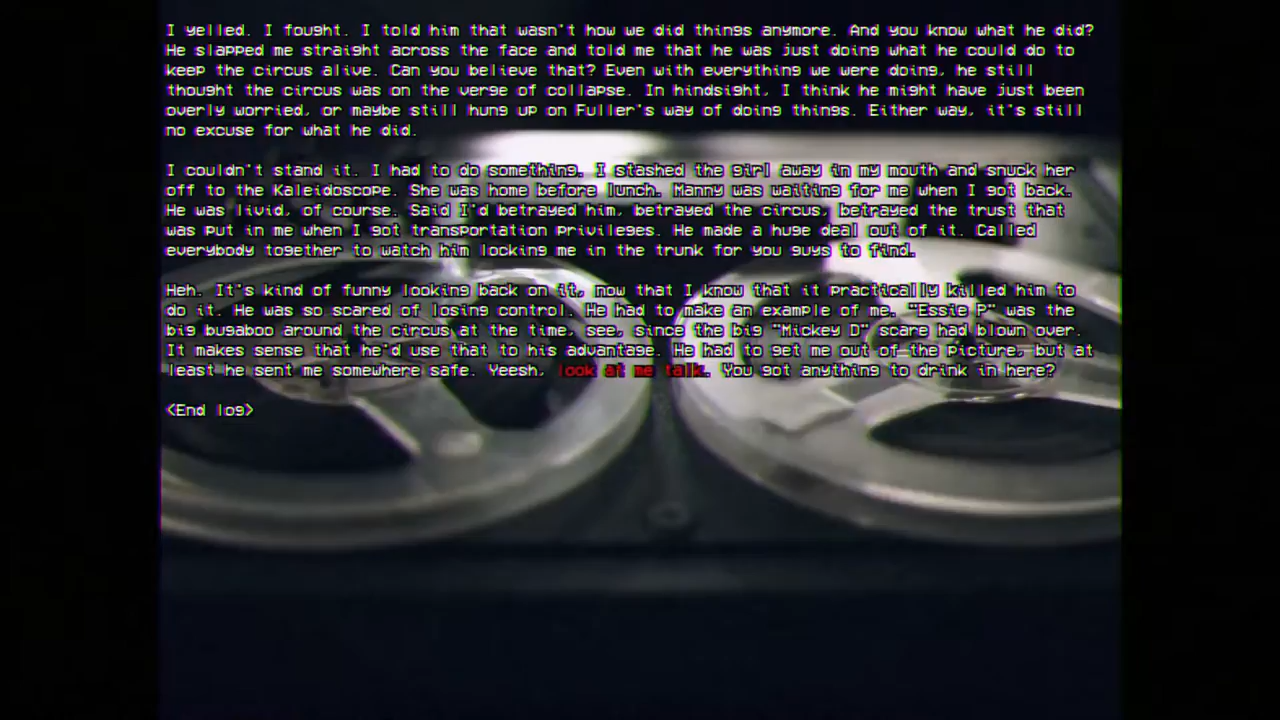 I yelled. I fought. I told him that wasn't how we did things anymore. And you know what he did?
He slapped me straight across the face and told me that he was just doing what he could do to
keep the circus alive. Can you believe that? Even with everything we were doing, he still
thought the circus was on the verge of collapse. In hindsight, I think he might have just been
overly worried, or maybe still hung up on Fuller's way of doing things. Either way, it's still
no excuse for what he did.
I couldn't stand it. I had to do something. I stashed the girl away in my mouth and snuck her
off to the Kaleidoscope. She was home before lunch. Manny was waiting for me when I got back.
He was livid, of course. Said I'd betrayed him, betrayed the circus, betrayed the trust that
was put in me when I got transportation privileges. He made a huge deal out of it. Called
everybody together to watch him locking me in the trunk for you guys to find.
Heh. It's kind of funny looking back on it, now that I know that it practically killed him to
do it. He was so scared of losing control. He had to make an example of me. "Essie P" was the
big bugaboo around the circus at the time, see, since the big "Mickey D" scare had blown over.
It makes sense that he'd use that to his advantage. He had to get me out of the picture, but at
least he sent me somewhere safe. Yeesh, look at me talk. You got anything to drink in here?
<End log>